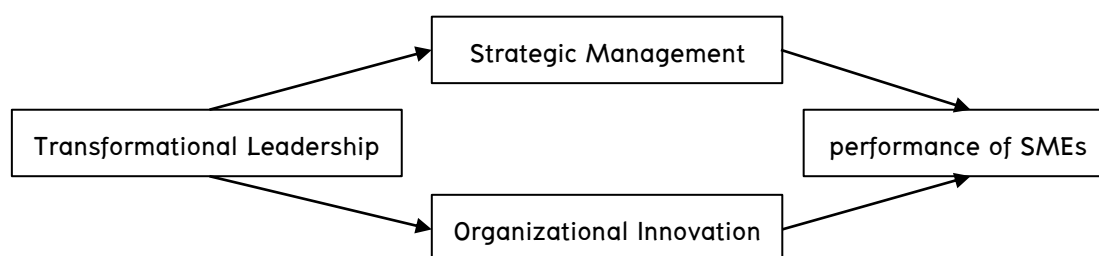 Strategic Management
Transformational Leadership
performance of SMEs
Organizational Innovation